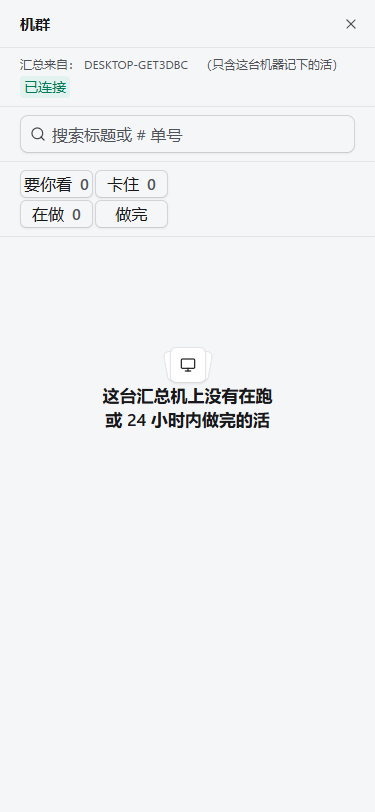 机群
汇总来自： DESKTOP-GET3DBC （只含这台机器记下的活）
已连接
搜索标题或 # 单号
要你看 0 卡住 0
在做 0 做完
这台汇总机上没有在跑
或 24 小时内做完的活